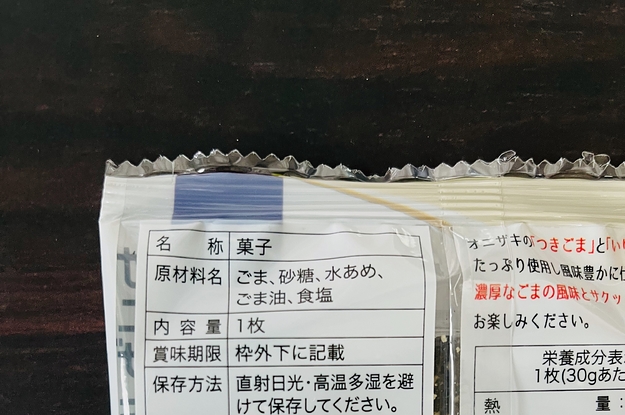 名称 菓子
原材料名 ごま、砂糖、水あめ、
ごま油、食塩
内容量 1枚
賞味期限 枠外下に記載
保存方法 直射日光・高温多湿を避
けて保存してください。
オニザキの「つきごま」と「い
たっぷり使用し風味豊かに
濃厚なごまの風味とサクッ
お楽しみください。
栄養成分表
1枚(30gあた
熱量: